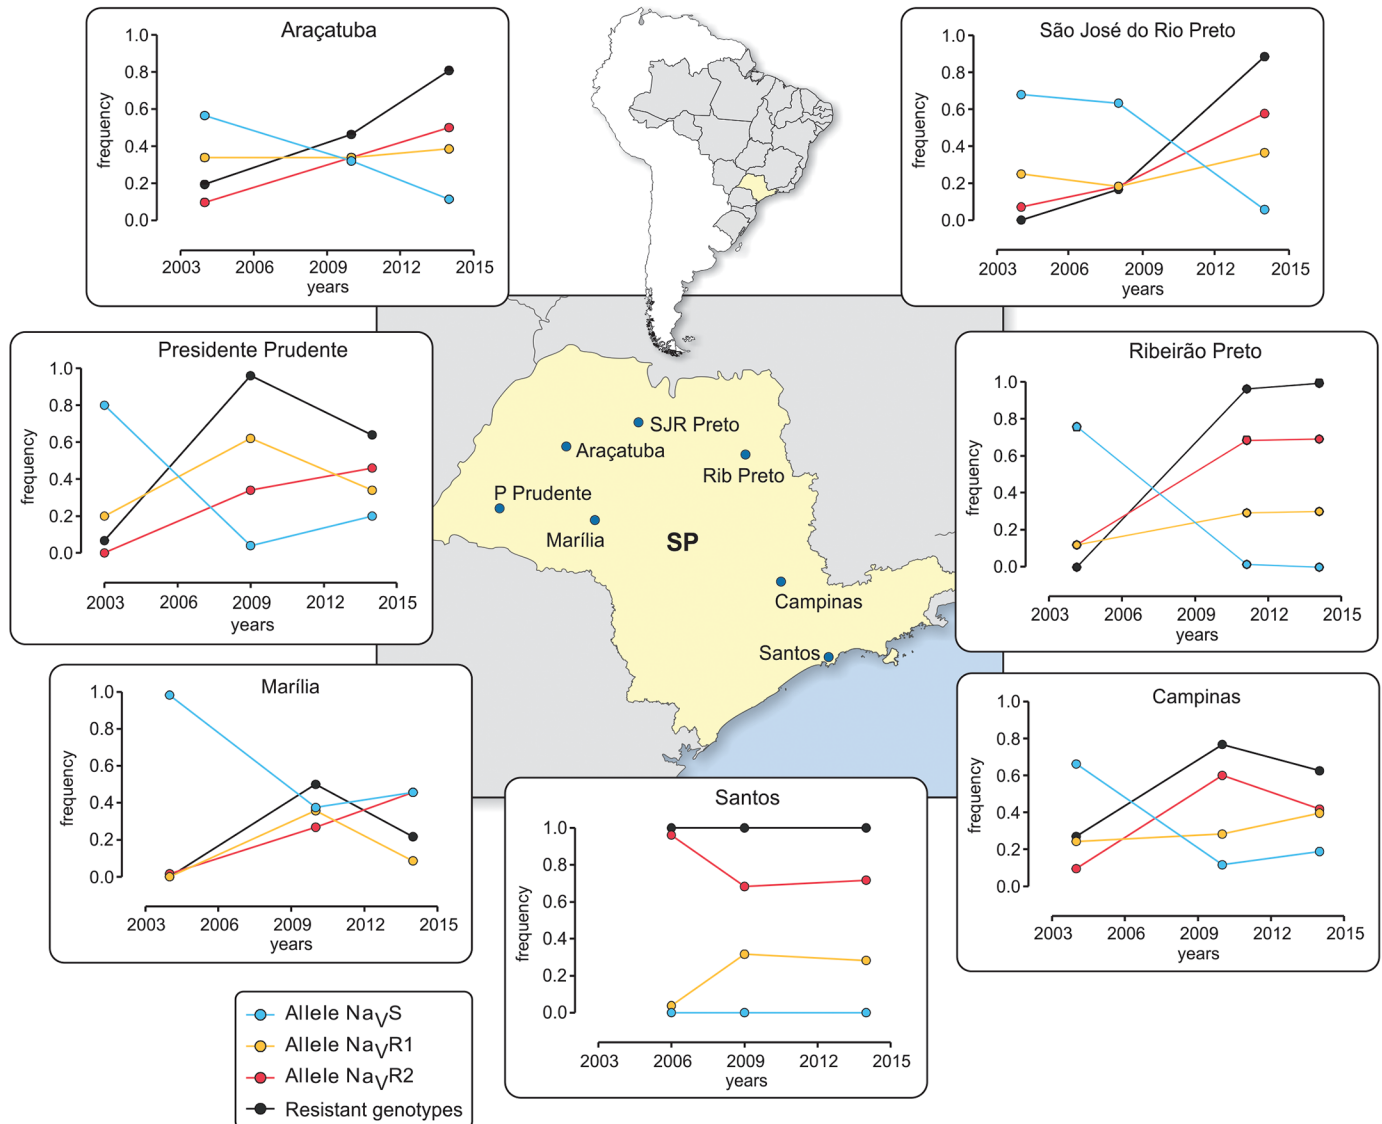 Araçatuba
1.0
0.8
0.6
0.4
0.2
0.0
frequency
2003 2006 2009 2012 2015
years
São José do Rio Preto
1.0
0.8
0.6
0.4
0.2
0.0
frequency
2003 2006 2009 2012 2015
years
Presidente Prudente
1.0
0.8
0.6
0.4
0.2
0.0
frequency
2003 2006 2009 2012 2015
years
SJR Preto
Araçatuba
Rib Preto
P Prudente
Marília
SP
Campinas
Santos
Ribeirão Preto
1.0
0.8
0.6
0.4
0.2
0.0
frequency
2003 2006 2009 2012 2015
years
Marília
1.0
0.8
0.6
0.4
0.2
0.0
frequency
2003 2006 2009 2012 2015
years
Campinas
1.0
0.8
0.6
0.4
0.2
0.0
frequency
2003 2006 2009 2012 2015
years
Santos
1.0
0.8
0.6
0.4
0.2
0.0
frequency
2003 2006 2009 2012 2015
years
Allele NaVS
Allele NaVR1
Allele NaVR2
Resistant genotypes